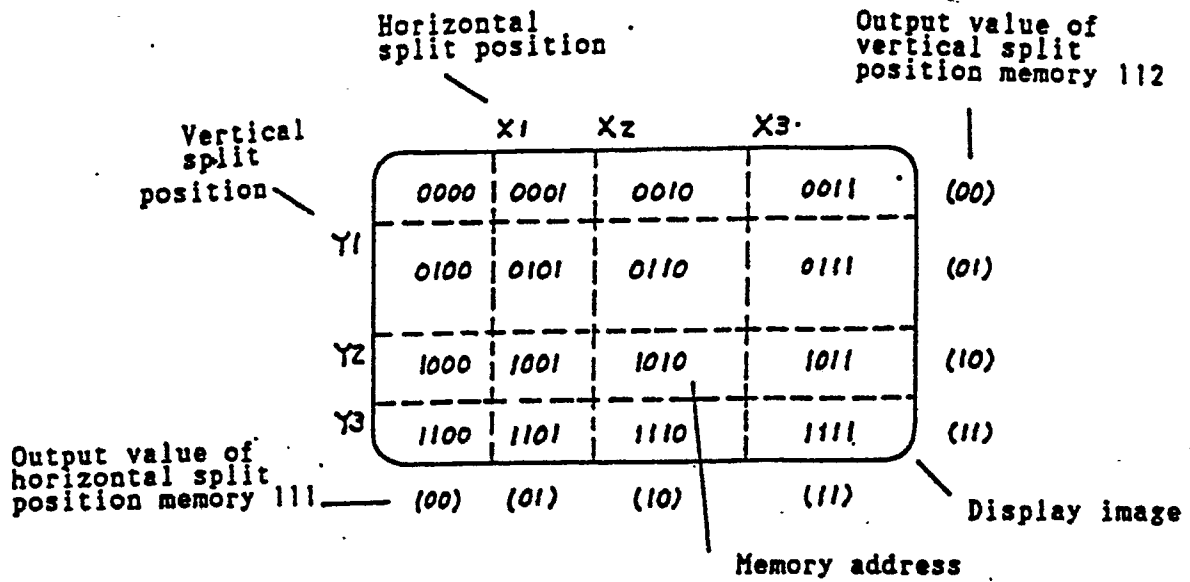 Horizontal
split position
Output value of
vertical split
position memory 112
Vertical
split
position
X1 X2 X3
0000 0001 0010 0011 (00)
Y1
0100 0101 0110 0111 (01)
Y2 1000 1001 1010 1011 (10)
Y3 1100 1101 1110 1111 (11)
Output value of
horizontal split
position memory 111
(00) (01) (10) (11)
Display image
Memory address